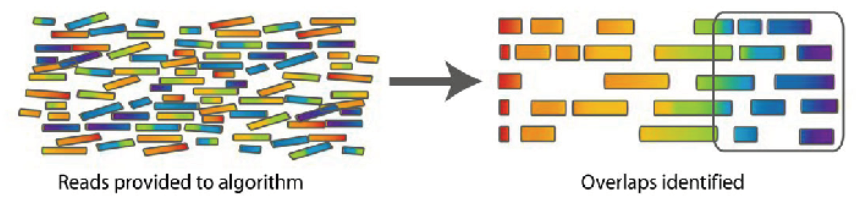 Reads provided to algorithm
Overlaps identified